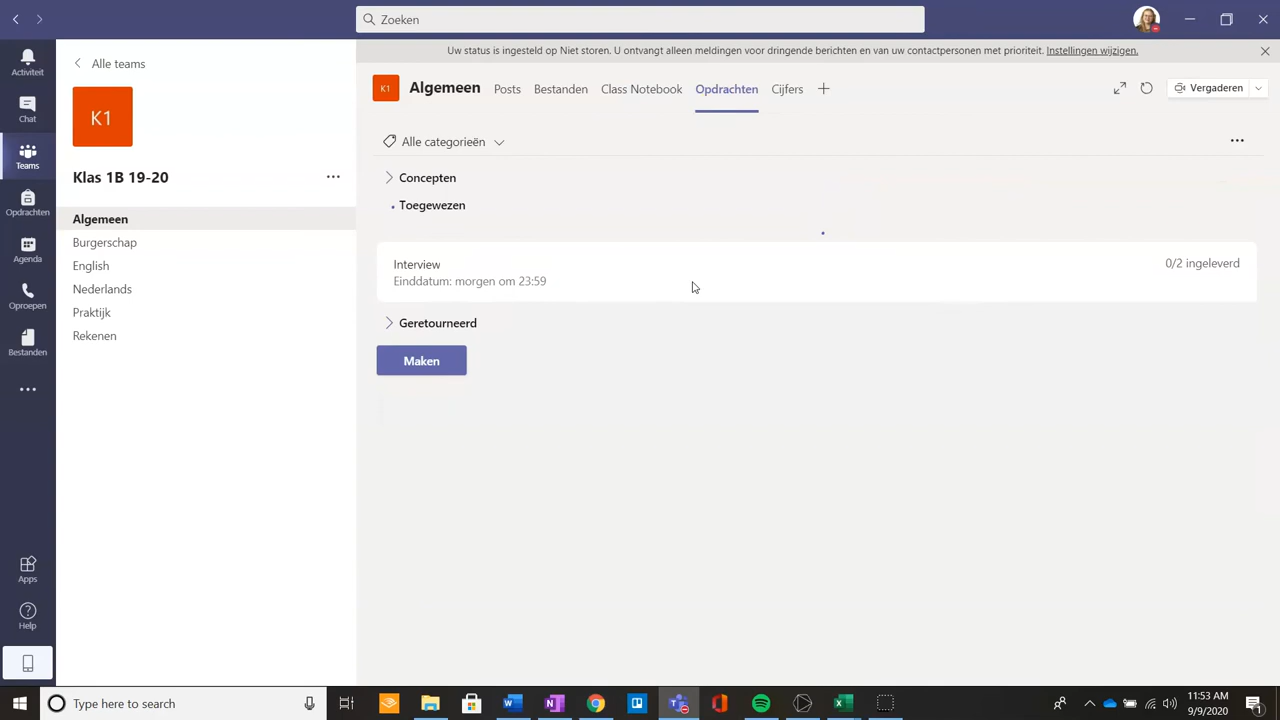 Zoeken
Uw status is ingesteld op Niet storen. U ontvangt alleen meldingen voor dringende berichten en van uw contactpersonen met prioriteit. Instellingen wijzigen.
Activiteit
Chat
Teams
Opdrachten
Agenda
Oproepen
Bestanden
Apps
Help
Alle teams
K1
Klas 1B 19-20
Algemeen
Burgerschap
English
Nederlands
Praktijk
Rekenen
K1 Algemeen Posts Bestanden Class Notebook Opdrachten Cijfers
Vergaderen
Alle categorieën
Concepten
Toegewezen
Interview
0/2 ingeleverd
Einddatum: morgen om 23:59
Geretourneerd
Maken
Type here to search
11:53 AM
9/9/2020